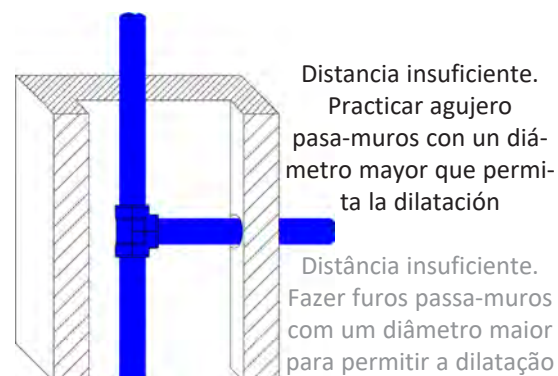 Distancia insuficiente.
Practicar agujero
pasa-muros con un diá-
metro mayor que permi-
ta la dilatación
Distância insuficiente.
Fazer furos passa-muros
com um diâmetro maior
para permitir a dilatação